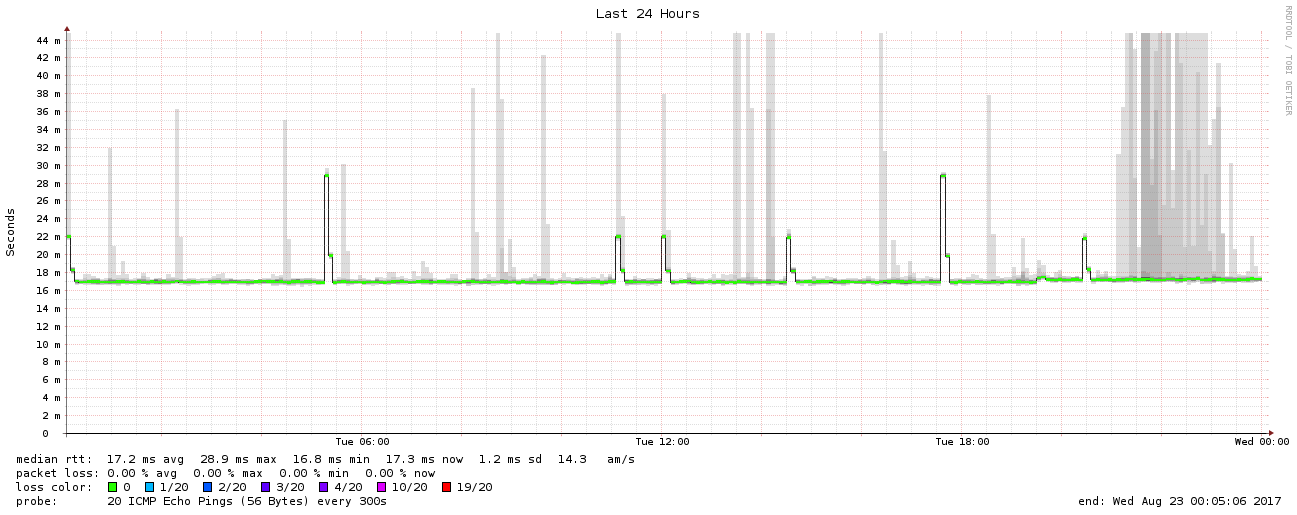 Last 24 Hours
RRDTOOL / TOBI OETIKER
Seconds
44 m
42 m
40 m
38 m
36 m
34 m
32 m
30 m
28 m
26 m
24 m
22 m
20 m
18 m
16 m
14 m
12 m
10 m
8 m
6 m
4 m
2 m
0
Tue 06:00 Tue 12:00 Tue 18:00 Wed 00:00
median rtt: 17.2 ms avg 28.9 ms max 16.8 ms min 17.3 ms now 1.2 ms sd 14.3 am/s
packet loss: 0.00 % avg 0.00 % max 0.00 % min 0.00 % now
loss color: 0 1/20 2/20 3/20 4/20 10/20 19/20
probe: 20 ICMP Echo Pings (56 Bytes) every 300s end: Wed Aug 23 00:05:06 2017